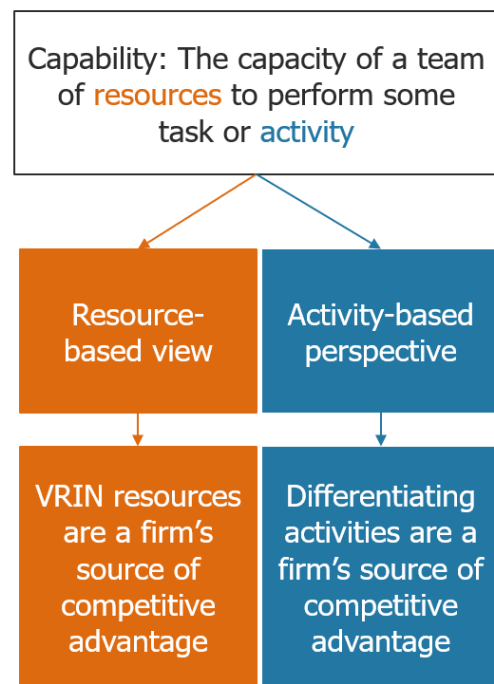 Capability: The capacity of a team
of resources to perform some
task or activity
Resource-
based view
Activity-based
perspective
VRIN resources
are a firm’s
source of
competitive
advantage
Differentiating
activities are a
firm’s source of
competitive
advantage